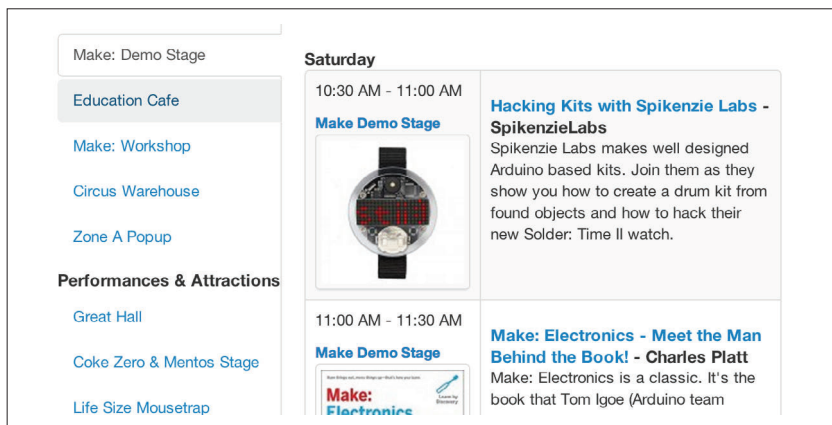 Make: Demo Stage
Education Cafe
Make: Workshop
Circus Warehouse
Zone A Popup
Performances & Attractions
Great Hall
Coke Zero & Mentos Stage
Life Size Mousetrap
Saturday
10:30 AM - 11:00 AM
Make Demo Stage
Hacking Kits with Spikenzie Labs -
SpikenzieLabs
Spikenzie Labs makes well designed
Arduino based kits. Join them as they
show you how to create a drum kit from
found objects and how to hack their
new Solder: Time II watch.
11:00 AM - 11:30 AM
Make Demo Stage
Make:
Electronics
Learn by
Discovery
Make: Electronics - Meet the Man
Behind the Book! - Charles Platt
Make: Electronics is a classic. It's the
book that Tom Igoe (Arduino team